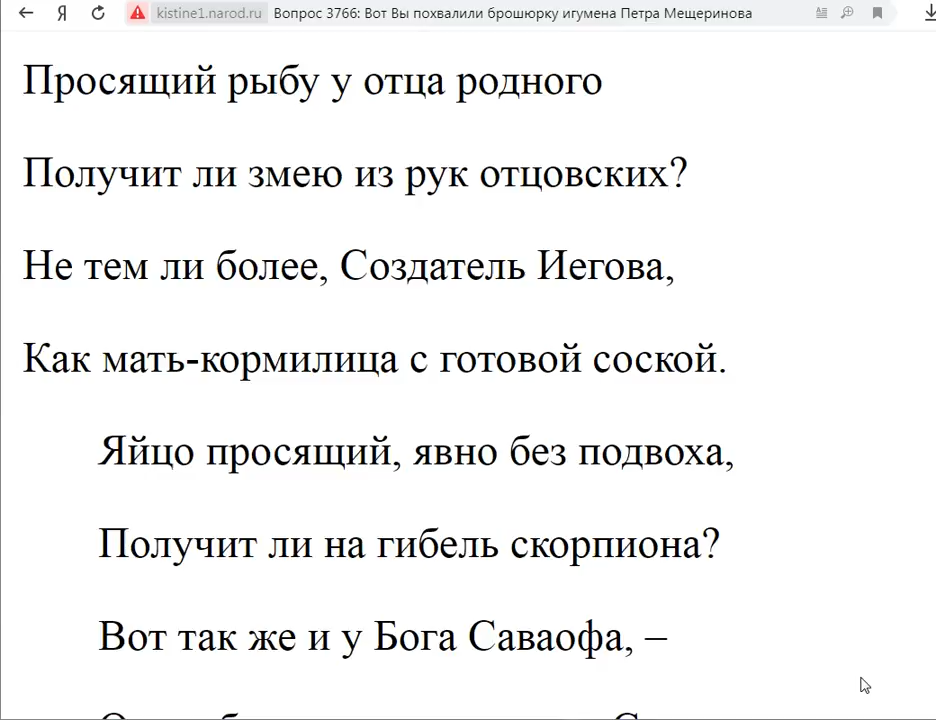 kistine1.narod.ru Вопрос 3766: Вот Вы похвалили брошюрку игумена Петра Мещеринова
Просящий рыбу у отца родного
Получит ли змею из рук отцовских?
Не тем ли более, Создатель Иегова,
Как мать-кормилица с готовой соской.
Яйцо просящий, явно без подвоха,
Получит ли на гибель скорпиона?
Вот так же и у Бога Саваофа, –